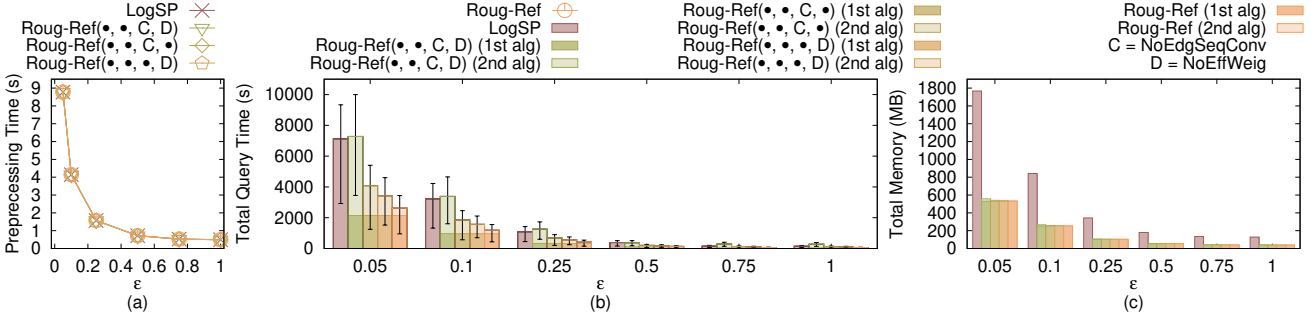 LogSP
Roug-Ref(•, •, C, D)
Roug-Ref(•, •, C, •)
Roug-Ref(•, •, •, D)
Roug-Ref
LogSP
Roug-Ref(•, •, C, D) (1st alg)
Roug-Ref(•, •, C, D) (2nd alg)
Roug-Ref(•, •, C, •) (1st alg)
Roug-Ref(•, •, C, •) (2nd alg)
Roug-Ref(•, •, •, D) (1st alg)
Roug-Ref(•, •, •, D) (2nd alg)
Roug-Ref (1st alg)
Roug-Ref (2nd alg)
C = NoEdgSeqConv
D = NoEffWeig
Preprecessing Time (s)
9
8
7
6
5
4
3
2
1
0
0 0.2 0.4 0.6 0.8 1
ε
(a)
Total Query Time (s)
10000
8000
6000
4000
2000
0
0.05 0.1 0.25 0.5 0.75 1
ε
(b)
Total Memory (MB)
1800
1600
1400
1200
1000
800
600
400
200
0
0.05 0.1 0.25 0.5 0.75 1
ε
(c)